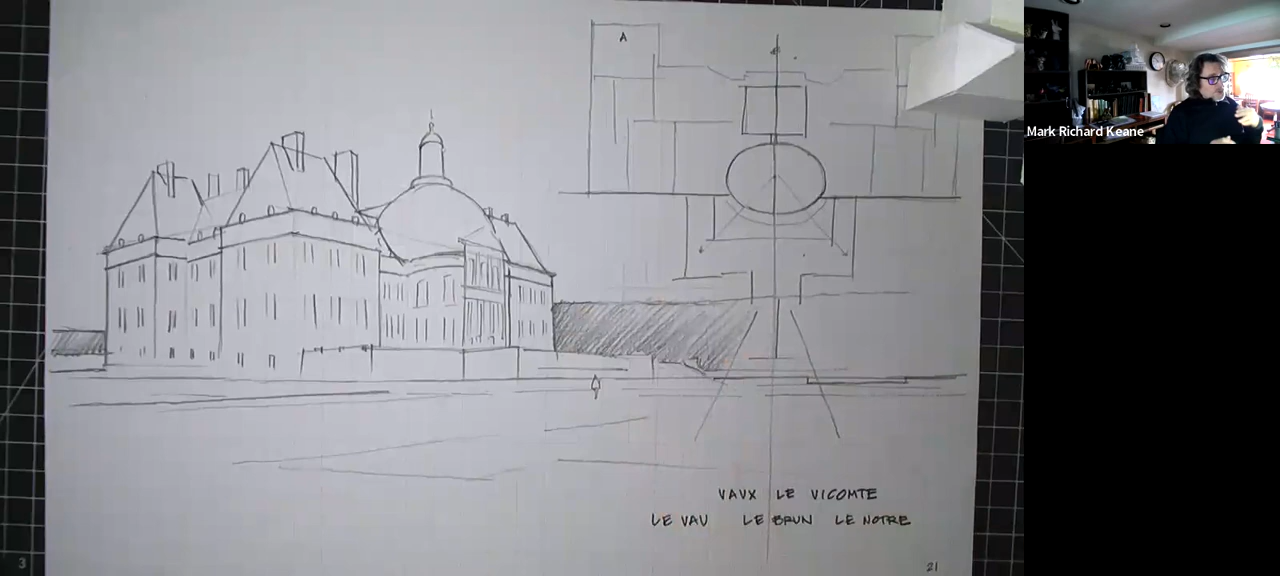 A
Mark Richard Keane
VAUX LE VICOMTE
LE VAU LE BRUN LE NOTRE
21
3